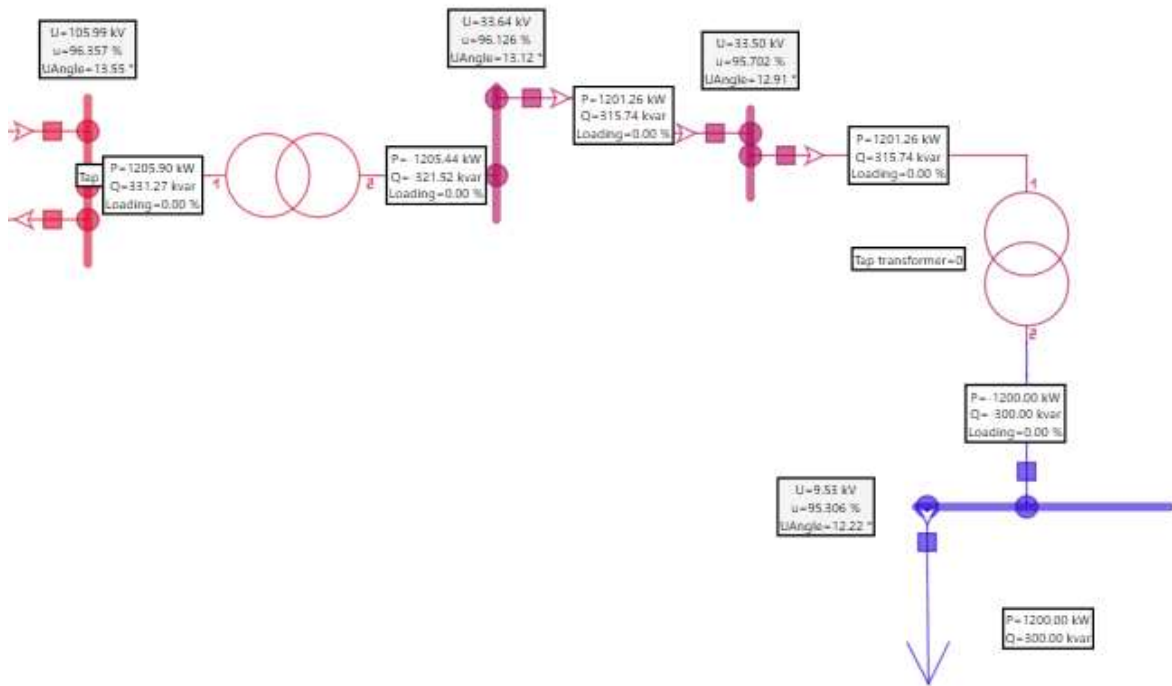 U=105.99 kV
u=96.357 %
UAngle=13.55 °
U=33.64 kV
u=96.126 %
UAngle=13.12 °
U=33.50 kV
u=95.702%
UAngle=12.91 °
Tap
P=1205.90 kW
Q=331.27 kvar
Loading=0.00 %
1
2
P=-1205.44 kW
Q=-321.52 kvar
Loading=0.00 %
P=1201.26 kW
Q=315.74 kvar
Loading=0.00 %
P=1201.26 kW
Q=315.74 kvar
Loading=0.00 %
1
Tap transformer=0
2
P=-1200.00 kW
Q=-300.00 kvar
Loading=0.00 %
U=9.53 kV
u=95.306 %
UAngle=12.22 °
P=1200.00 kW
Q=300.00 kvar